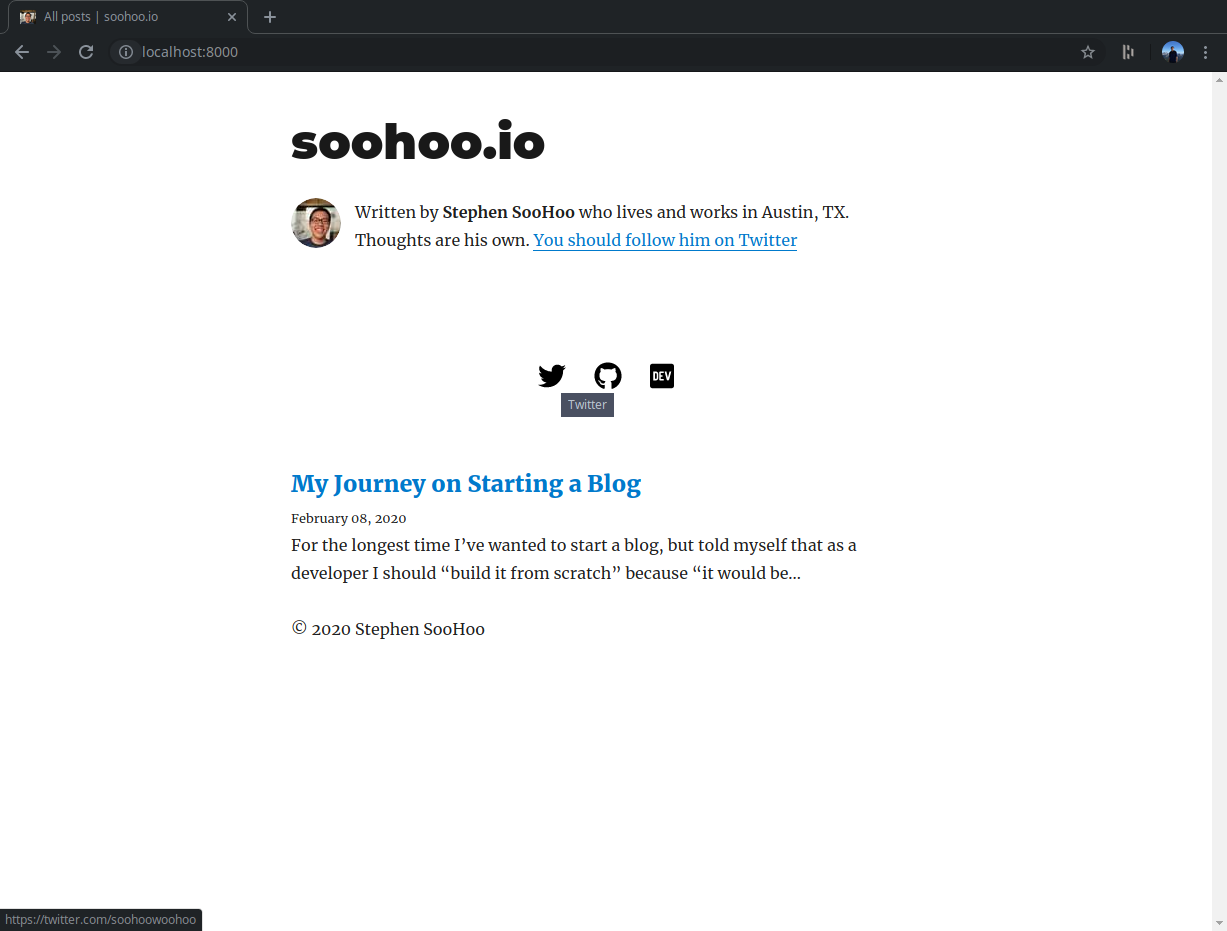 All posts | soohoo.io
localhost:8000
soohoo.io
Written by Stephen SooHoo who lives and works in Austin, TX.
Thoughts are his own. You should follow him on Twitter
DEV
Twitter
My Journey on Starting a Blog
February 08, 2020
For the longest time I’ve wanted to start a blog, but told myself that as a
developer I should “build it from scratch” because “it would be…
© 2020 Stephen SooHoo
https://twitter.com/soohoowoohoo